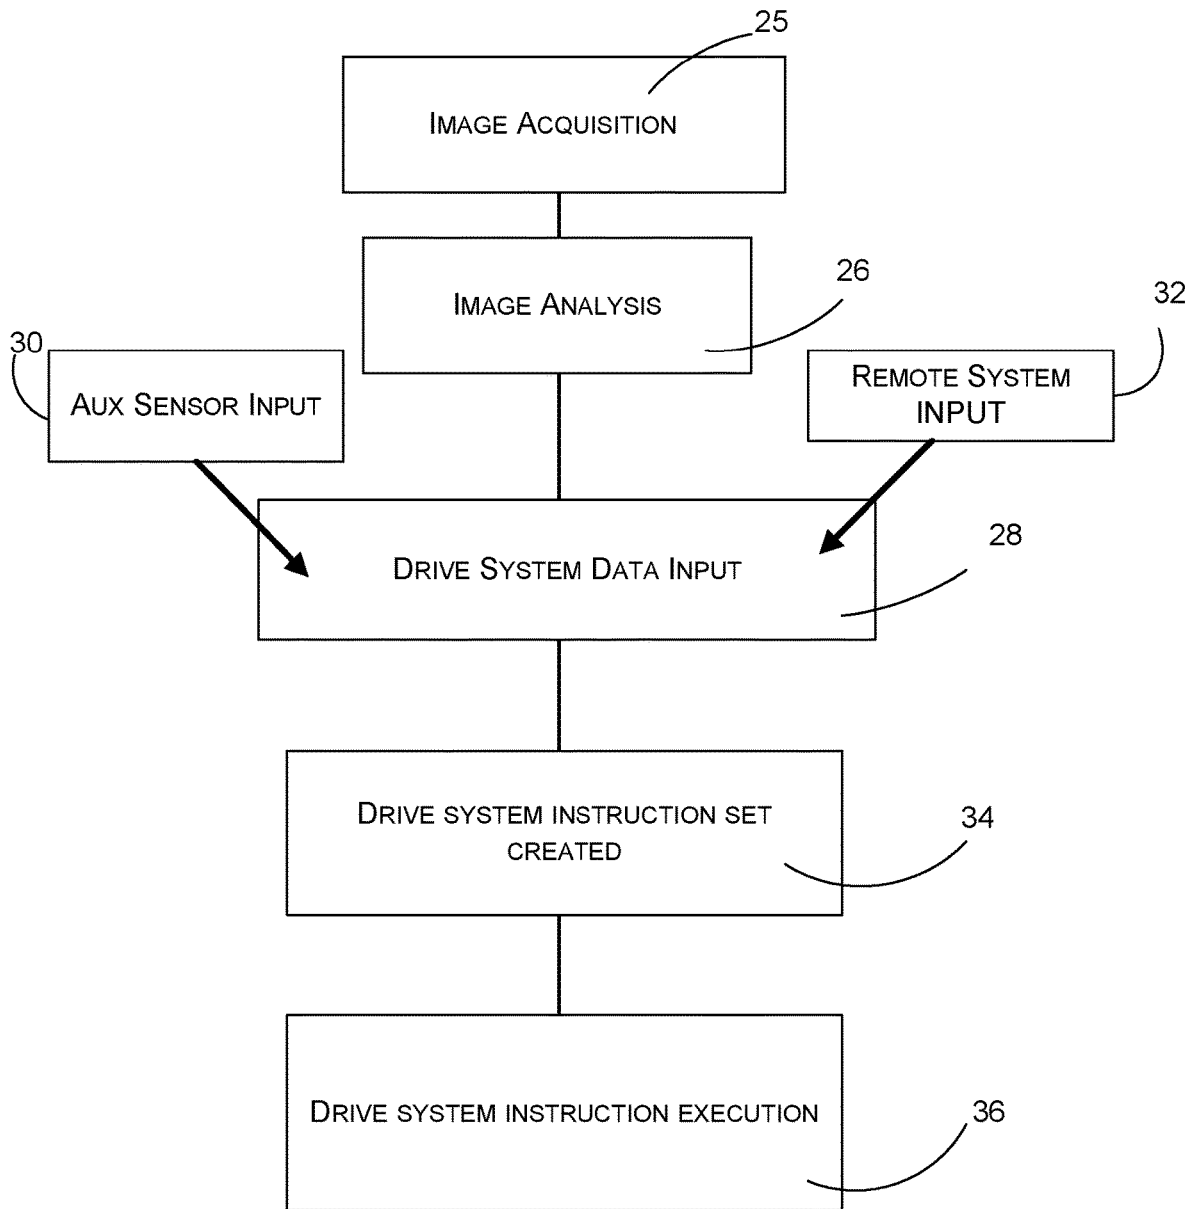 25
IMAGE ACQUISITION
26
IMAGE ANALYSIS
32
30
REMOTE SYSTEM
INPUT
AUX SENSOR INPUT
28
DRIVE SYSTEM DATA INPUT
34
DRIVE SYSTEM INSTRUCTION SET
CREATED
36
DRIVE SYSTEM INSTRUCTION EXECUTION